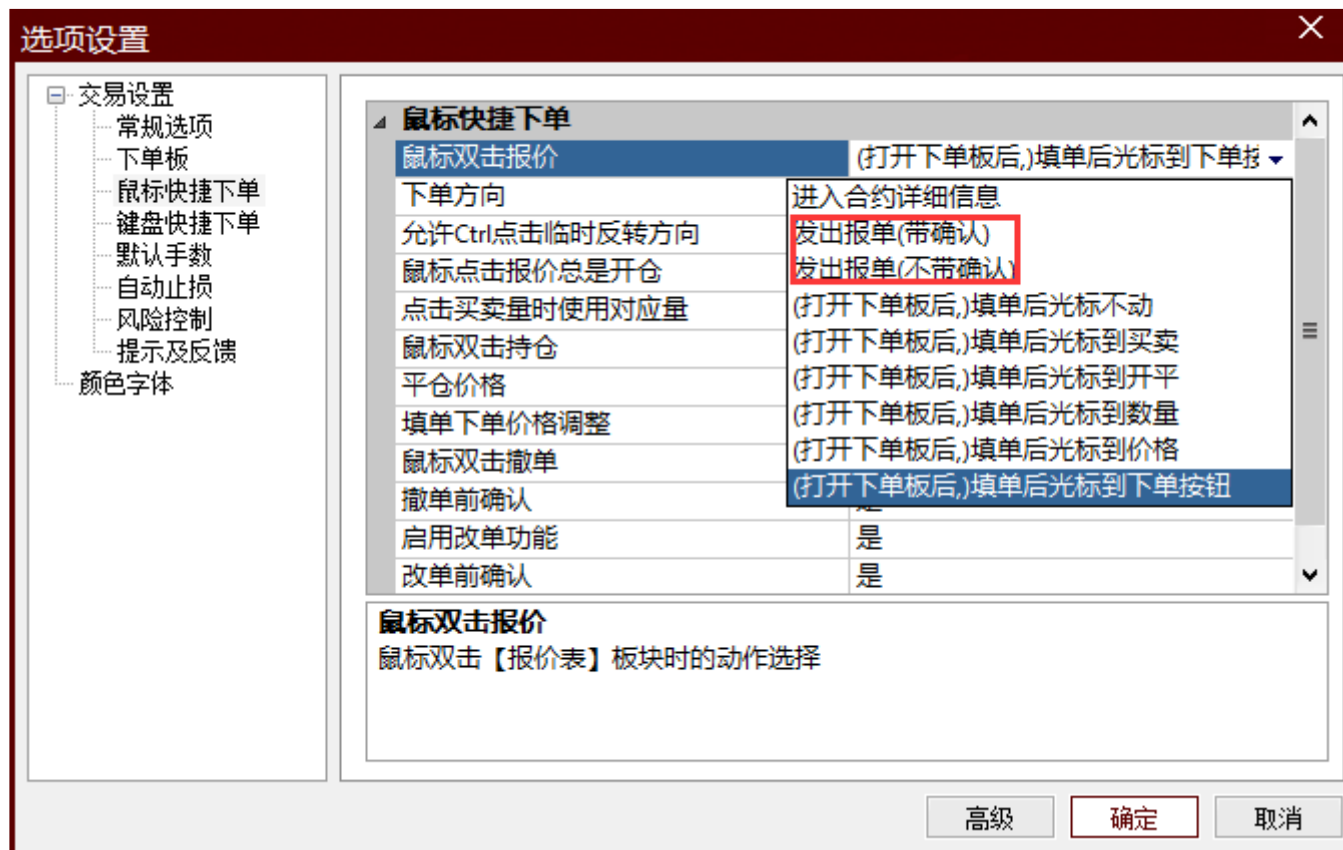 选项设置
交易设置
常规选项
下单板
鼠标快捷下单
键盘快捷下单
默认手数
自动止损
风险控制
提示及反馈
颜色字体
鼠标快捷下单
鼠标双击报价 (打开下单板后,)填单后光标到下单按
下单方向
允许Ctrl点击临时反转方向
鼠标点击报价总是开仓
点击买卖量时使用对应量
鼠标双击持仓
平仓价格
填单下单价格调整
鼠标双击撤单
撤单前确认 是
启用改单功能 是
改单前确认 是
进入合约详细信息
发出报单(带确认)
发出报单(不带确认)
(打开下单板后,)填单后光标不动
(打开下单板后,)填单后光标到买卖
(打开下单板后,)填单后光标到开平
(打开下单板后,)填单后光标到数量
(打开下单板后,)填单后光标到价格
(打开下单板后,)填单后光标到下单按钮
鼠标双击报价
鼠标双击【报价表】板块时的动作选择
高级 确定 取消